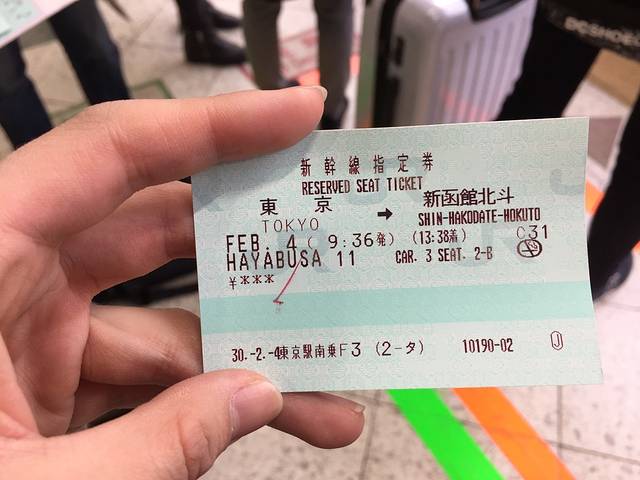 新幹線指定券
RESERVED SEAT TICKET
東京 → 新函館北斗
TOKYO SHIN-HAKODATE-HOKUTO
FEB. 4 ( 9:36発) (13:38着) C31
HAYABUSA 11 CAR. 3 SEAT. 2-B
¥***
30.-2.-4東京駅南乗F3 (2-タ) 10190-02 J
DCSHOE